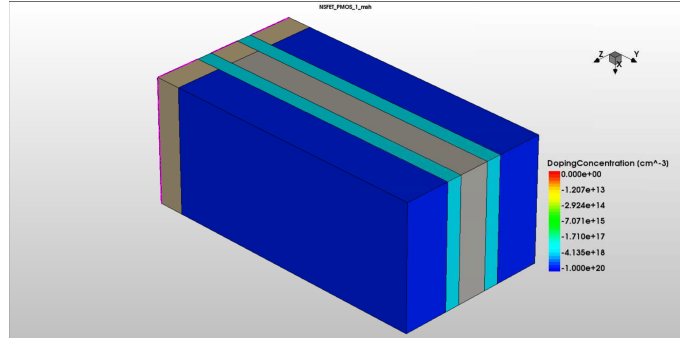 NSFET_PMOS_1_msh
Z
Y
X
DopingConcentration (cm^-3)
0.000e+00
-1.207e+13
-2.924e+14
-7.071e+15
-1.710e+17
-4.135e+18
-1.000e+20